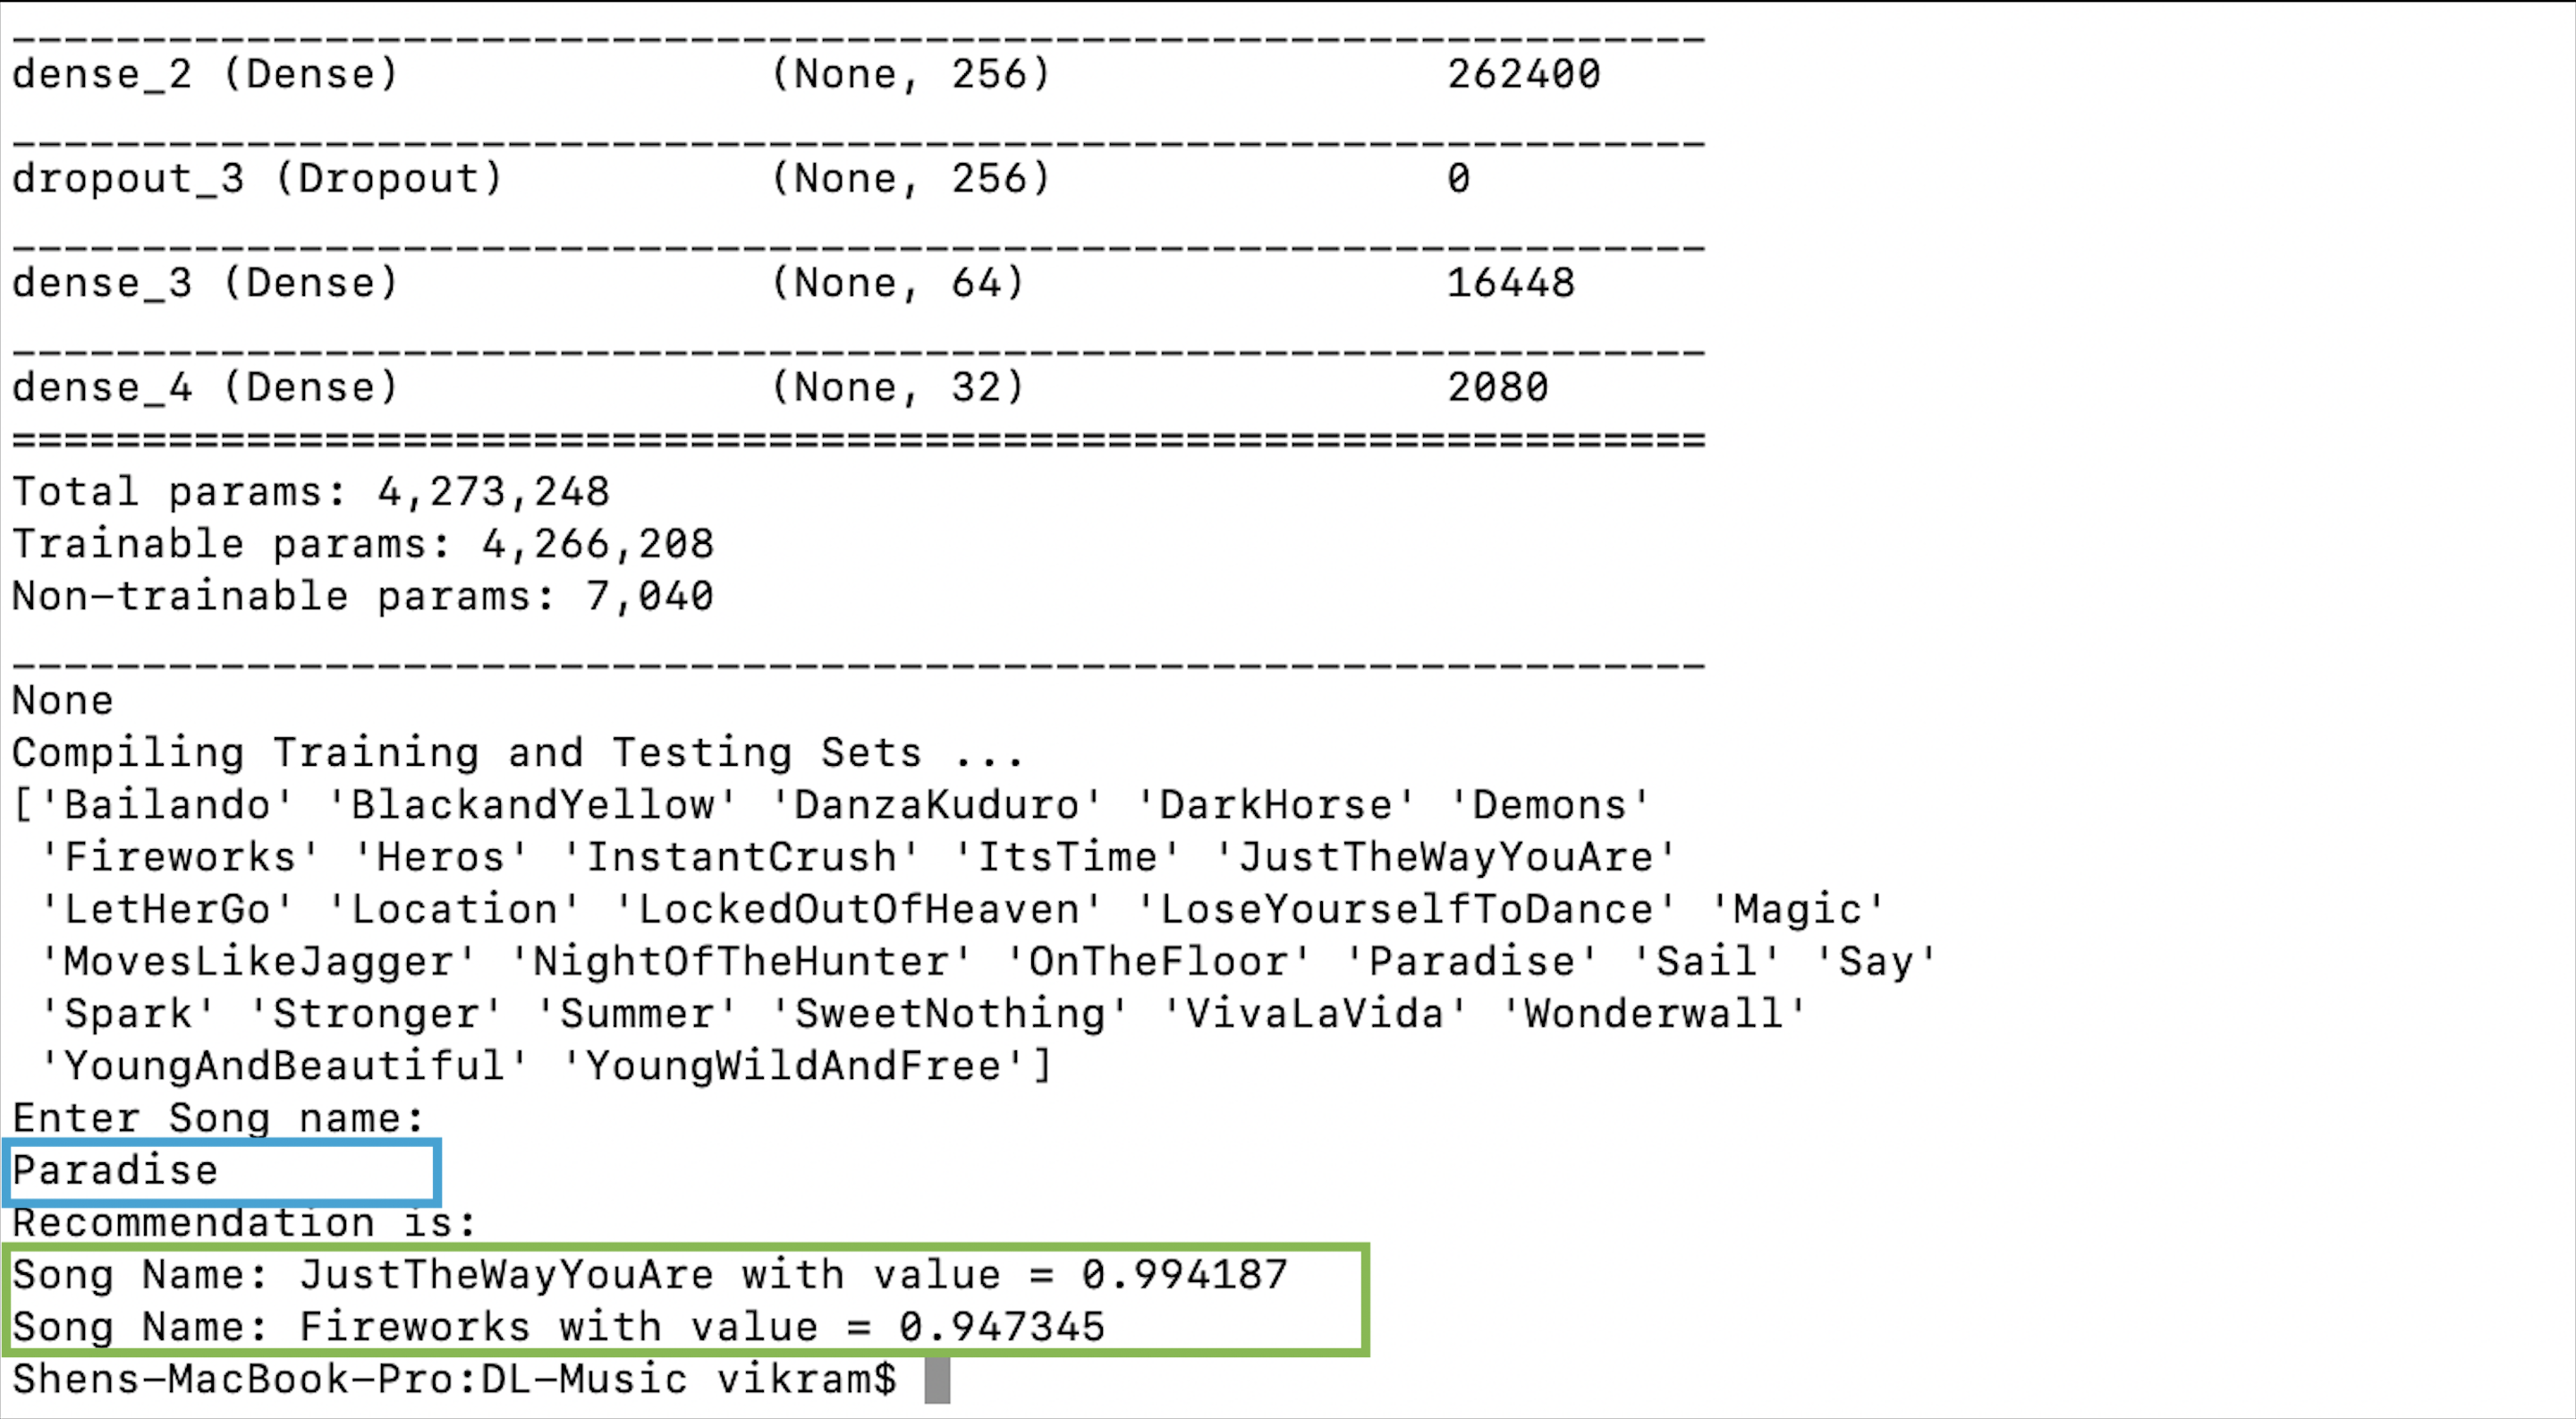 _________________________________________________________________
dense_2 (Dense)              (None, 256)               262400
_________________________________________________________________
dropout_3 (Dropout)          (None, 256)               0
_________________________________________________________________
dense_3 (Dense)              (None, 64)                16448
_________________________________________________________________
dense_4 (Dense)              (None, 32)                2080
=================================================================
Total params: 4,273,248
Trainable params: 4,266,208
Non-trainable params: 7,040
_________________________________________________________________
None
Compiling Training and Testing Sets ...
['Bailando' 'BlackandYellow' 'DanzaKuduro' 'DarkHorse' 'Demons'
 'Fireworks' 'Heros' 'InstantCrush' 'ItsTime' 'JustTheWayYouAre'
 'LetHerGo' 'Location' 'LockedOutOfHeaven' 'LoseYourselfToDance' 'Magic'
 'MovesLikeJagger' 'NightOfTheHunter' 'OnTheFloor' 'Paradise' 'Sail' 'Say'
 'Spark' 'Stronger' 'Summer' 'SweetNothing' 'VivaLaVida' 'Wonderwall'
 'YoungAndBeautiful' 'YoungWildAndFree']
Enter Song name:
Paradise
Recommendation is:
Song Name: JustTheWayYouAre with value = 0.994187
Song Name: Fireworks with value = 0.947345
Shens-MacBook-Pro:DL-Music vikram$